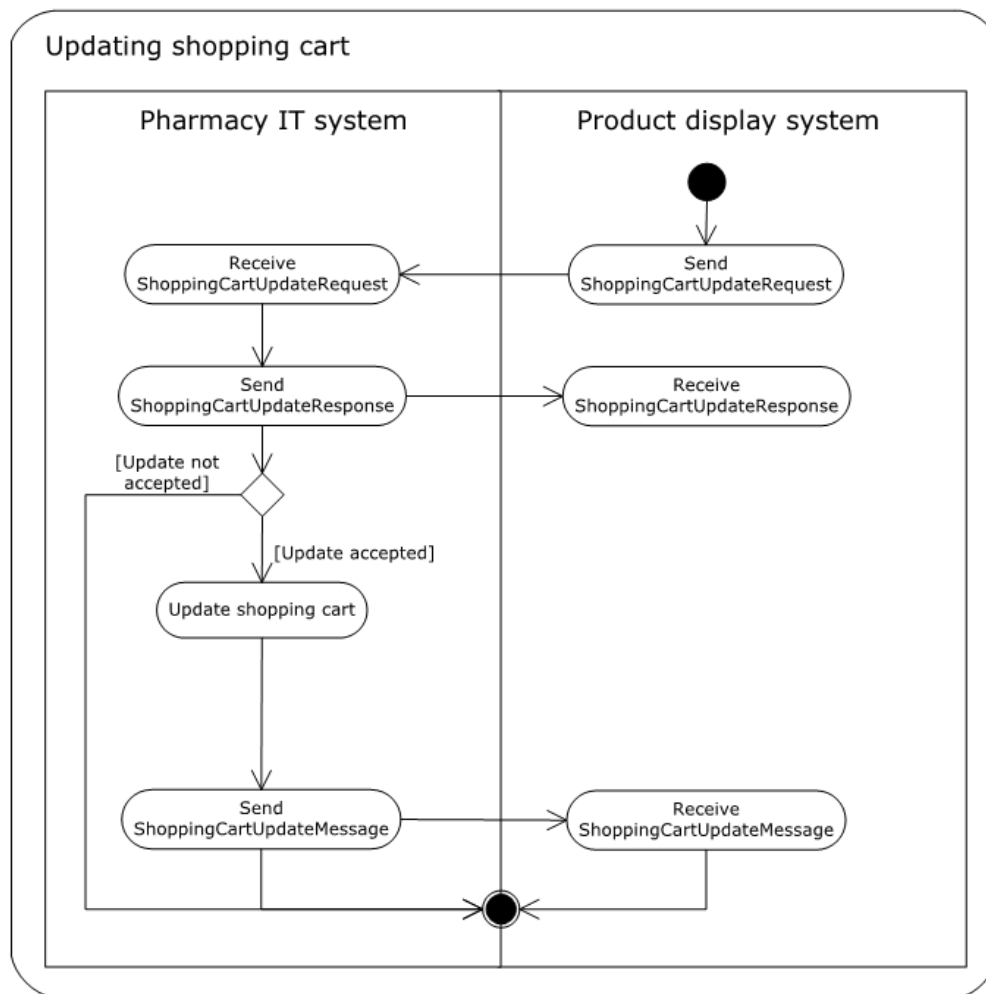 Updating shopping cart
Pharmacy IT system
Product display system
Receive
ShoppingCartUpdateRequest
Send
ShoppingCartUpdateRequest
Send
ShoppingCartUpdateResponse
Receive
ShoppingCartUpdateResponse
[Update not
accepted]
[Update accepted]
Update shopping cart
Send
ShoppingCartUpdateMessage
Receive
ShoppingCartUpdateMessage